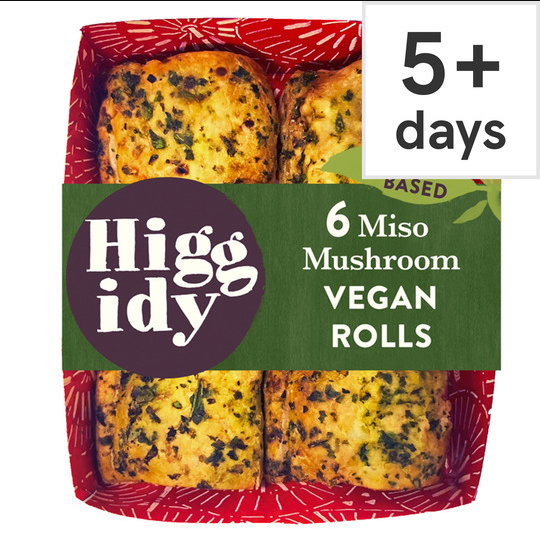 5+
days
BASED
Higg
idy
6 Miso
Mushroom
VEGAN
ROLLS